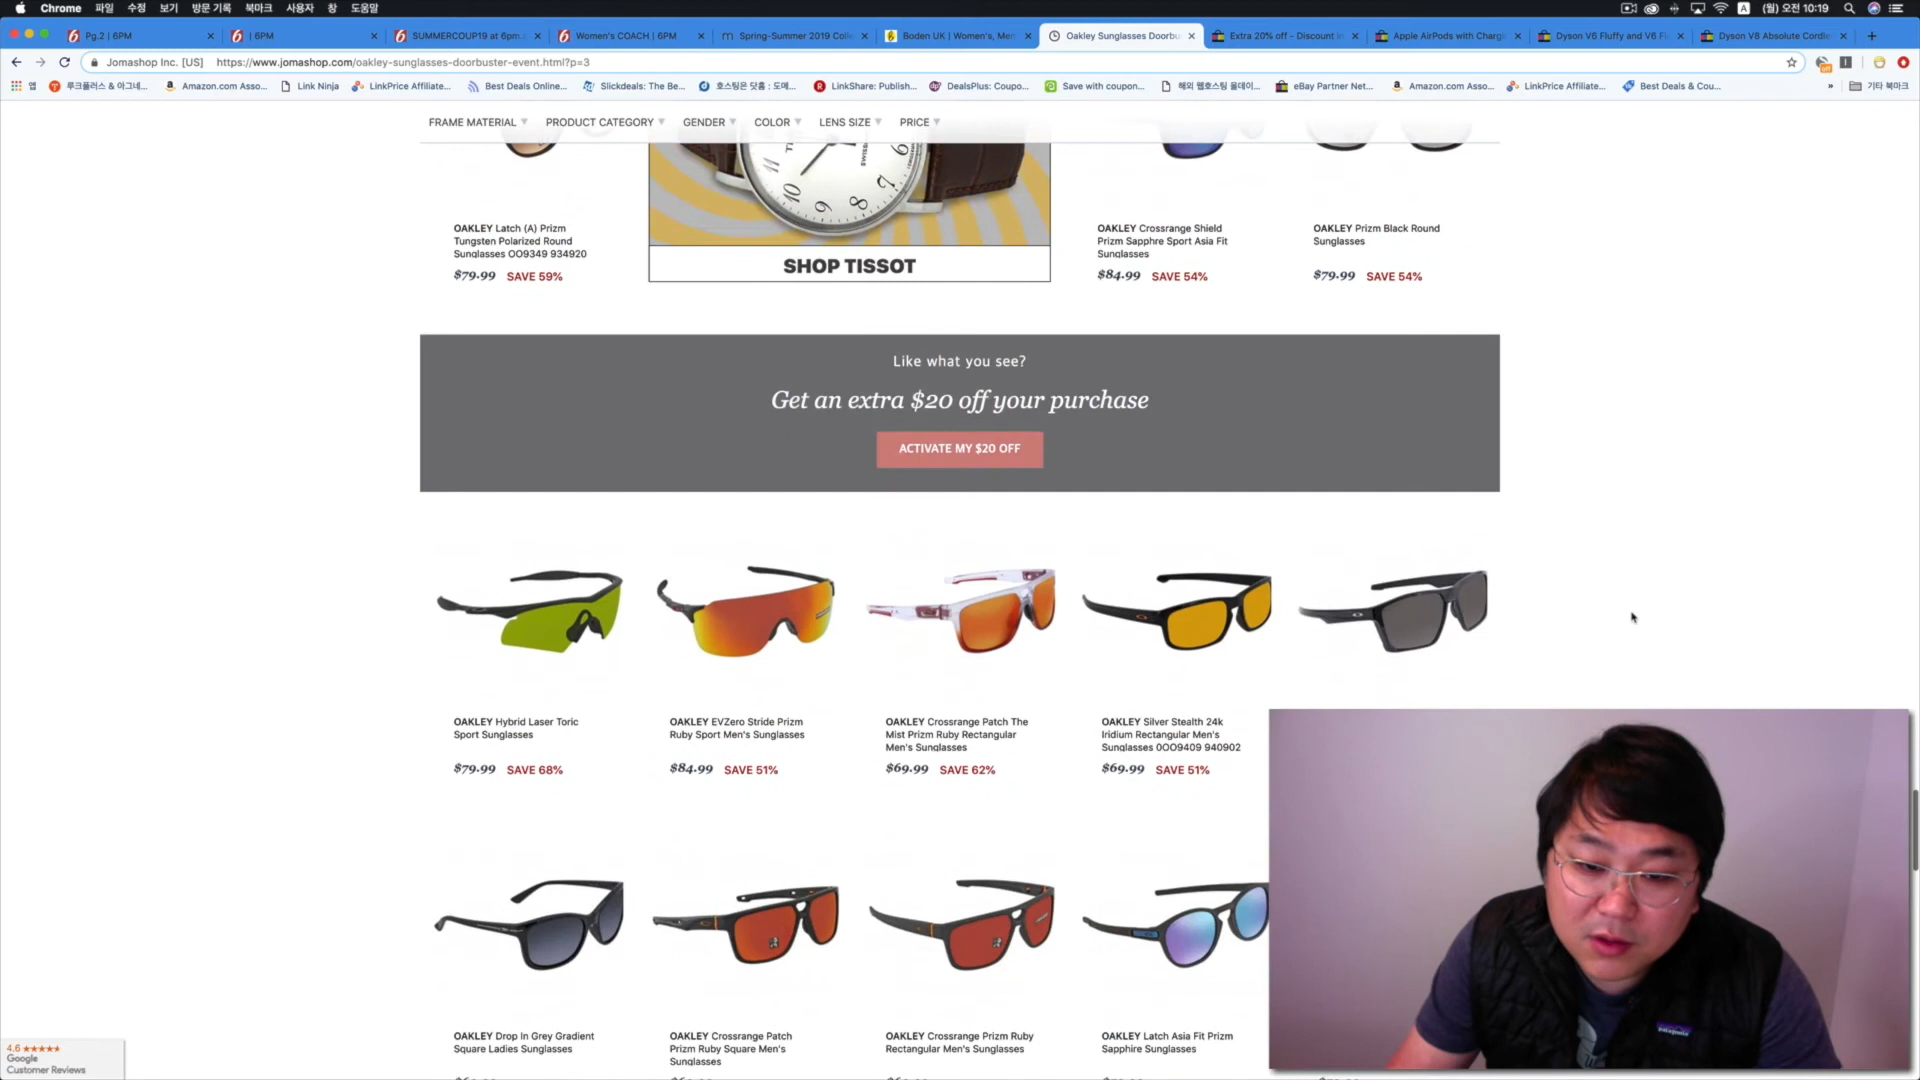 Chrome 파일 수정 보기 방문 기록 북마크 사용자 창 도움말
A (월) 오전 10:19
Pg.2 | 6PM
| 6PM
SUMMERCOUP19 at 6pm.
Women's COACH | 6PM
Spring-Summer 2019 Colle
Boden UK | Women's, Men
Oakley Sunglasses Doorbu
Extra 20% off - Discount in
Apple AirPods with Charg
Dyson V6 Fluffy and V6 Fl
Dyson V8 Absolute Cordle
Jomashop Inc. [US] https://www.jomashop.com/oakley-sunglasses-doorbuster-event.html?p=3
앱
루크플러스 & 아그네...
Amazon.com Asso...
Link Ninja
LinkPrice Affiliate...
Best Deals Online...
Slickdeals: The Be...
호스팅은 닷홈 : 도메...
LinkShare: Publish...
DealsPlus: Coupo...
Save with coupon...
해외 웹호스팅 올데이...
eBay Partner Net...
Amazon.com Asso...
LinkPrice Affiliate...
Best Deals & Cou...
»
기타 북마크
FRAME MATERIAL PRODUCT CATEGORY GENDER COLOR LENS SIZE PRICE
11 10 9 8 7 6
OAKLEY Latch (A) Prizm
Tungsten Polarized Round
Sunglasses OO9349 934920
$79.99 SAVE 59%
SHOP TISSOT
OAKLEY Crossrange Shield
Prizm Sapphre Sport Asia Fit
Sunglasses
$84.99 SAVE 54%
OAKLEY Prizm Black Round
Sunglasses
$79.99 SAVE 54%
Like what you see?
Get an extra $20 off your purchase
ACTIVATE MY $20 OFF
OAKLEY Hybrid Laser Toric
Sport Sunglasses
$79.99 SAVE 68%
OAKLEY EVZero Stride Prizm
Ruby Sport Men's Sunglasses
$84.99 SAVE 51%
OAKLEY Crossrange Patch The
Mist Prizm Ruby Rectangular
Men's Sunglasses
$69.99 SAVE 62%
OAKLEY Silver Stealth 24k
Iridium Rectangular Men's
Sunglasses 0OO9409 940902
$69.99 SAVE 51%
OAKLEY Drop In Grey Gradient
Square Ladies Sunglasses
OAKLEY Crossrange Patch
Prizm Ruby Square Men's
Sunglasses
OAKLEY Crossrange Prizm Ruby
Rectangular Men's Sunglasses
OAKLEY Latch Asia Fit Prizm
Sapphire Sunglasses
4.6
Google
Customer Reviews
patagonia